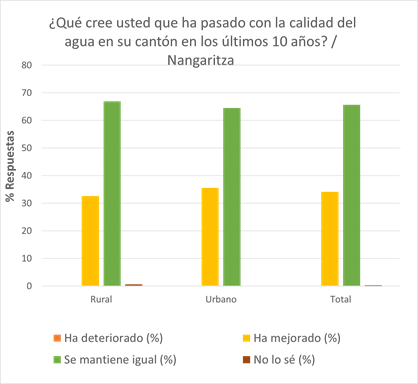 ¿Qué cree usted que ha pasado con la calidad del
agua en su cantón en los últimos 10 años? /
Nangaritza
80
70
60
50
40
30
20
10
0
% Respuestas
Rural Urbano Total
Ha deteriorado (%) Ha mejorado (%)
Se mantiene igual (%) No lo sé (%)